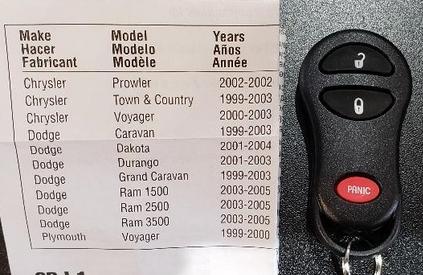 Make Model Years
Hacer Modelo Años
Fabricant Modèle Année
Chrysler Prowler 2002-2002
Chrysler Town & Country 1999-2003
Chrysler Voyager 2000-2003
Dodge Caravan 1999-2003
Dodge Dakota 2001-2004
Dodge Durango 2001-2003
Dodge Grand Caravan 1999-2003
Dodge Ram 1500 2003-2005
Dodge Ram 2500 2003-2005
Dodge Ram 3500 2003-2005
Plymouth Voyager 1999-2000
PANIC